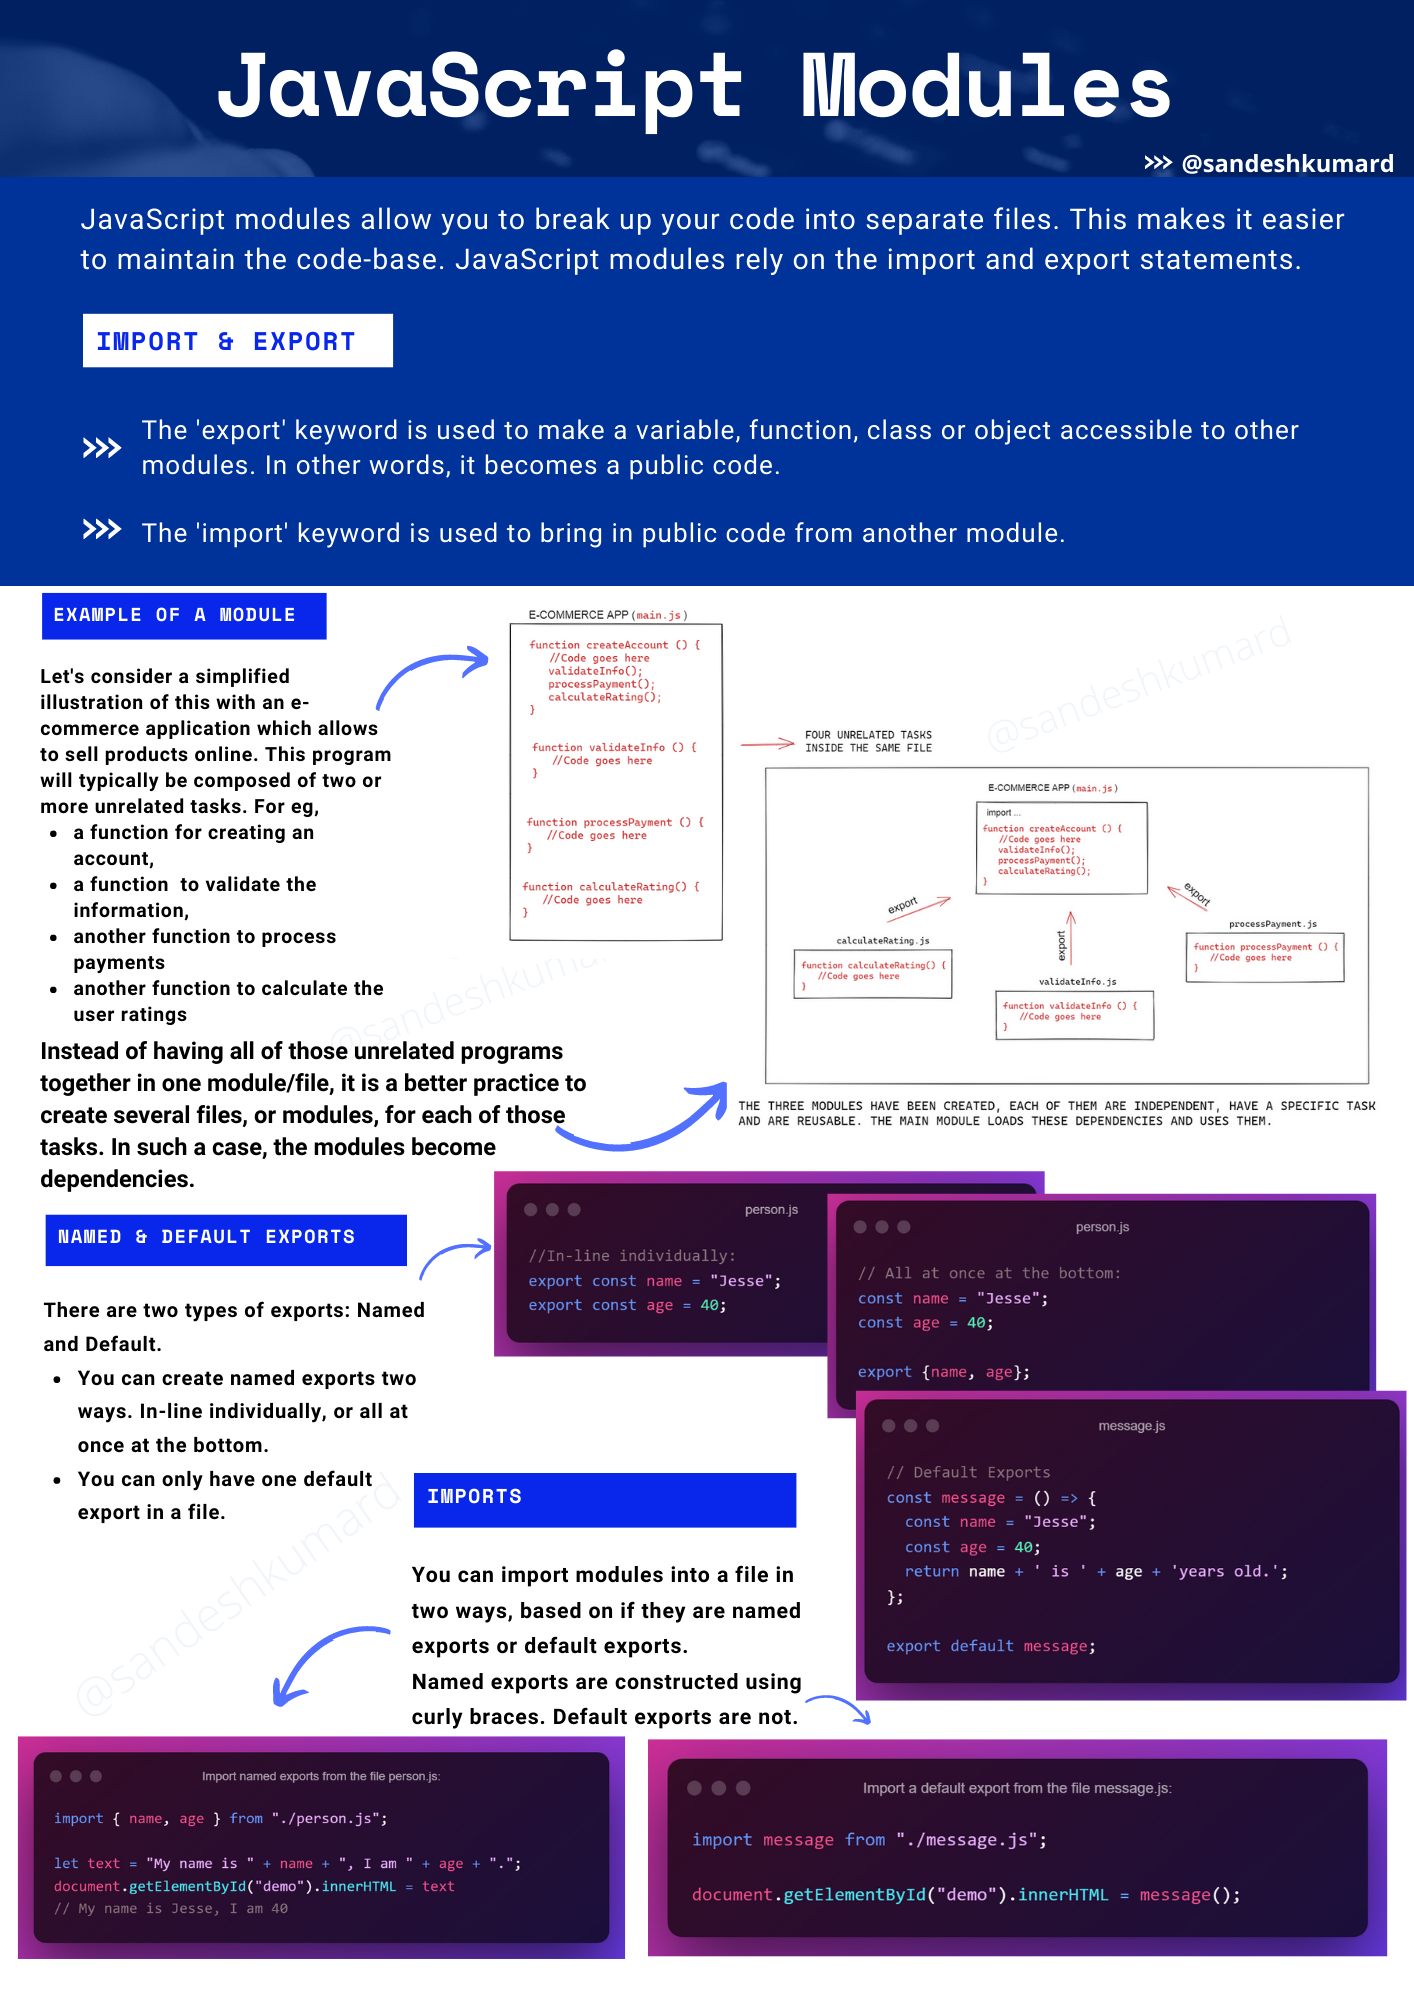 JavaScript Modules
@sandeshkumard
JavaScript modules allow you to break up your code into separate files. This makes it easier
to maintain the code-base. JavaScript modules rely on the import and export statements.
IMPORT & EXPORT
The 'export' keyword is used to make a variable, function, class or object accessible to other
modules. In other words, it becomes a public code.
The 'import' keyword is used to bring in public code from another module.
EXAMPLE OF A MODULE
Let's consider a simplified
illustration of this with an e-
commerce application which allows
to sell products online. This program
will typically be composed of two or
more unrelated tasks. For eg,
• a function for creating an
account,
• a function  to validate the
information,
• another function to process
payments
• another function to calculate the
user ratings
E-COMMERCE APP (main.js)
function createAccount () {
//Code goes here
validateInfo();
processPayment();
calculateRating();
}
function validateInfo () {
//Code goes here
}
function processPayment () {
//Code goes here
}
function calculateRating() {
//Code goes here
}
FOUR UNRELATED TASKS
INSIDE THE SAME FILE
@sandeshkumard
E-COMMERCE APP (main.js)
import ...
function createAccount () {
//Code goes here
validateInfo();
processPayment();
calculateRating();
}
export
export
export
calculateRating.js
function calculateRating() {
//Code goes here
}
validateInfo.js
function validateInfo () {
//Code goes here
}
processPayment.js
function processPayment () {
//Code goes here
}
THE THREE MODULES HAVE BEEN CREATED, EACH OF THEM ARE INDEPENDENT, HAVE A SPECIFIC TASK
AND ARE REUSABLE. THE MAIN MODULE LOADS THESE DEPENDENCIES AND USES THEM.
@sandeshkumar
Instead of having all of those unrelated programs
together in one module/file, it is a better practice to
create several files, or modules, for each of those
tasks. In such a case, the modules become
dependencies.
NAMED & DEFAULT EXPORTS
There are two types of exports: Named
and Default.
• You can create named exports two
ways. In-line individually, or all at
once at the bottom.
• You can only have one default
export in a file.
person.js
//In-line individually:
export const name = "Jesse";
export const age = 40;
person.js
// All at once at the bottom:
const name = "Jesse";
const age = 40;
export {name, age};
message.js
// Default Exports
const message = () => {
const name = "Jesse";
const age = 40;
return name + ' is ' + age + 'years old.';
};
export default message;
IMPORTS
You can import modules into a file in
two ways, based on if they are named
exports or default exports.
Named exports are constructed using
curly braces. Default exports are not.
@sandeshkumard
Import named exports from the file person.js:
import { name, age } from "./person.js";
let text = "My name is " + name + ", I am " + age + ".";
document.getElementById("demo").innerHTML = text
// My name is Jesse, I am 40
Import a default export from the file message.js:
import message from "./message.js";
document.getElementById("demo").innerHTML = message();